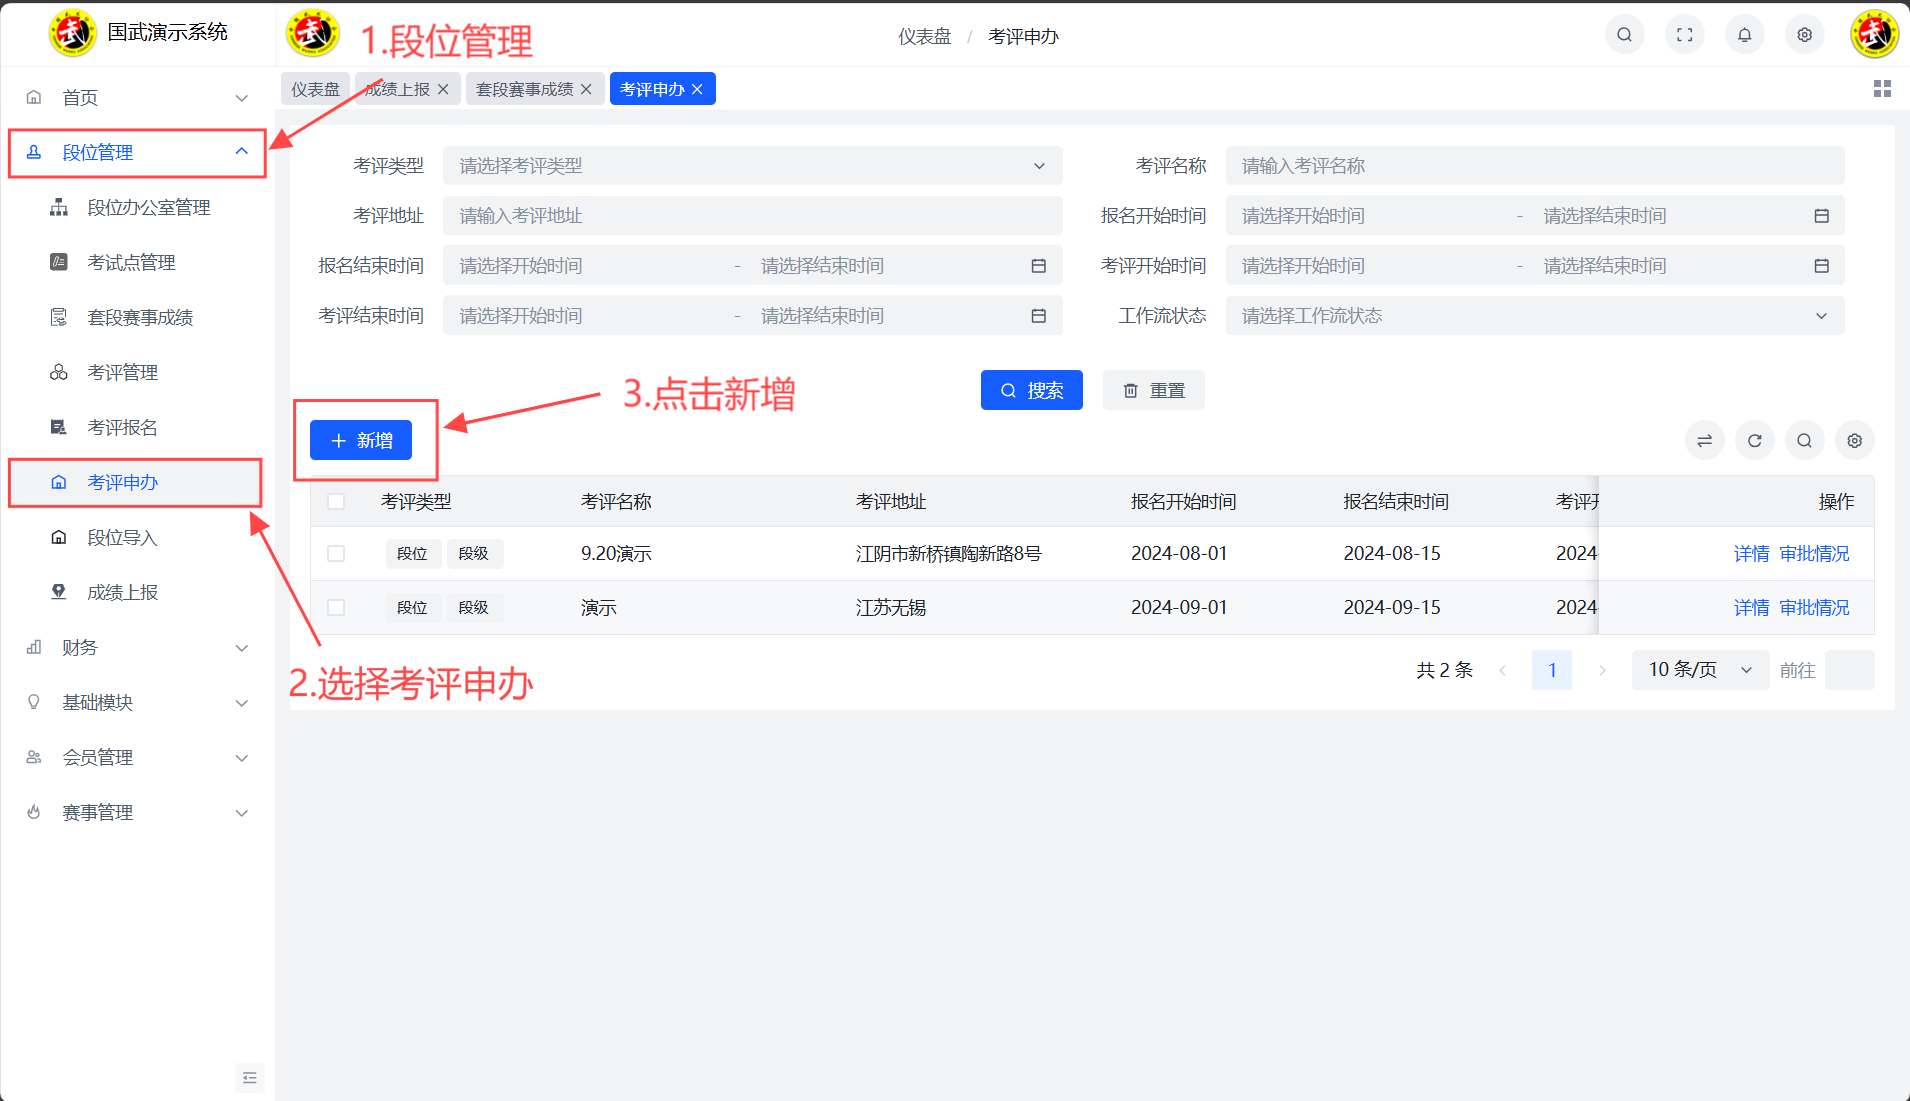 国武演示系统
1.段位管理
仪表盘 / 考评申办
仪表盘 成绩上报 套段赛事成绩 考评申办
首页
段位管理
段位办公室管理
考试点管理
套段赛事成绩
考评管理
考评报名
考评申办
段位导入
成绩上报
财务
基础模块
会员管理
赛事管理
考评类型 请选择考评类型 考评名称 请输入考评名称
考评地址 请输入考评地址 报名开始时间 请选择开始时间 - 请选择结束时间
报名结束时间 请选择开始时间 - 请选择结束时间 考评开始时间 请选择开始时间 - 请选择结束时间
考评结束时间 请选择开始时间 - 请选择结束时间 工作流状态 请选择工作流状态
搜索 重置
3.点击新增
新增
考评类型 考评名称 考评地址 报名开始时间 报名结束时间 考评开 操作
段位 段级 9.20演示 江阴市新桥镇陶新路8号 2024-08-01 2024-08-15 2024- 详情 审批情况
段位 段级 演示 江苏无锡 2024-09-01 2024-09-15 2024- 详情 审批情况
共 2 条 1 10 条/页 前往
2.选择考评申办